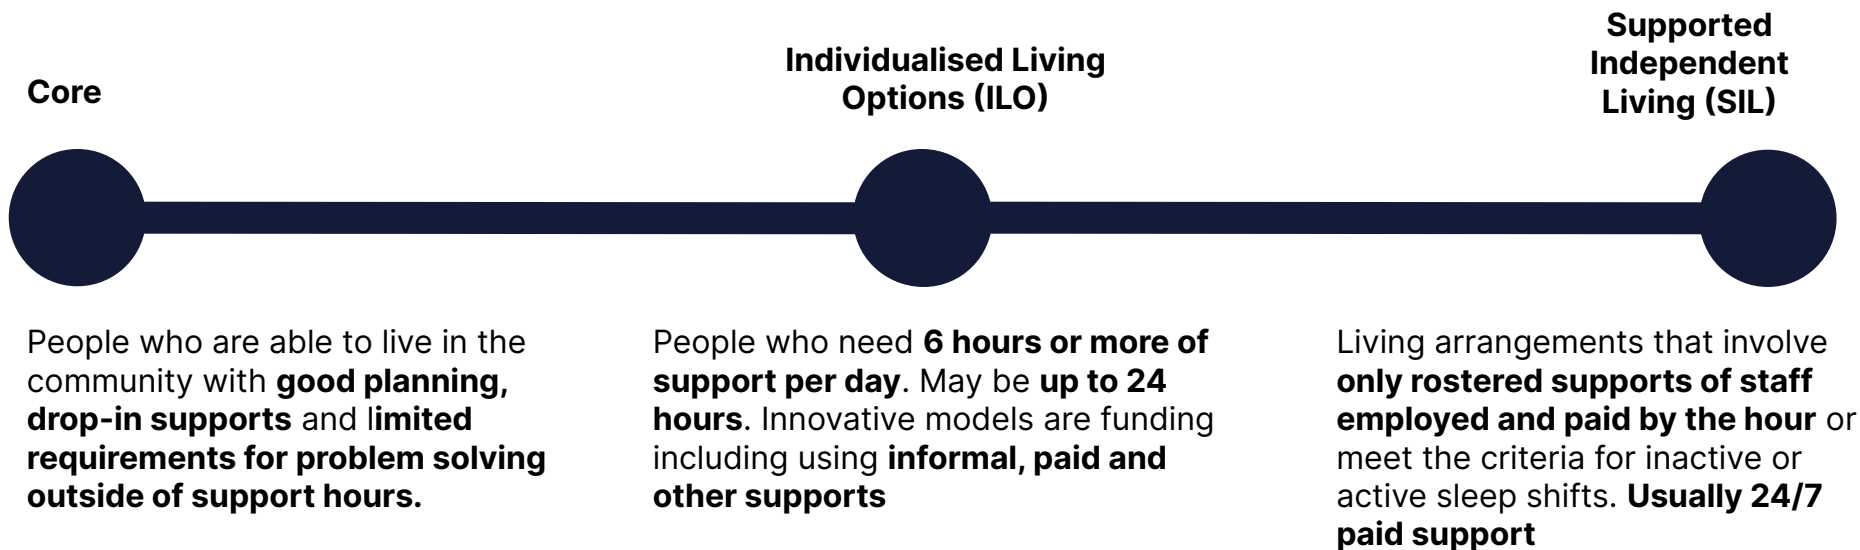 Core
Individualised Living
Options (ILO)
Supported
Independent
Living (SIL)
People who are able to live in the
community with good planning,
drop-in supports and limited
requirements for problem solving
outside of support hours.
People who need 6 hours or more of
support per day. May be up to 24
hours. Innovative models are funding
including using informal, paid and
other supports
Living arrangements that involve
only rostered supports of staff
employed and paid by the hour or
meet the criteria for inactive or
active sleep shifts. Usually 24/7
paid support